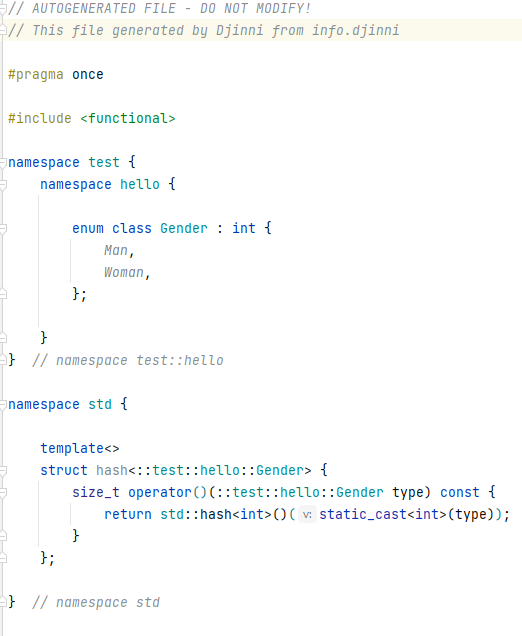 // AUTOGENERATED FILE - DO NOT MODIFY!
// This file generated by Djinni from info.djinni
#pragma once
#include <functional>
namespace test {
    namespace hello {
        enum class Gender : int {
            Man,
            Woman,
        };
    }
}  // namespace test::hello
namespace std {
    template<>
    struct hash<::test::hello::Gender> {
        size_t operator()(::test::hello::Gender type) const {
            return std::hash<int>()( v: static_cast<int>(type));
        }
    };
}  // namespace std